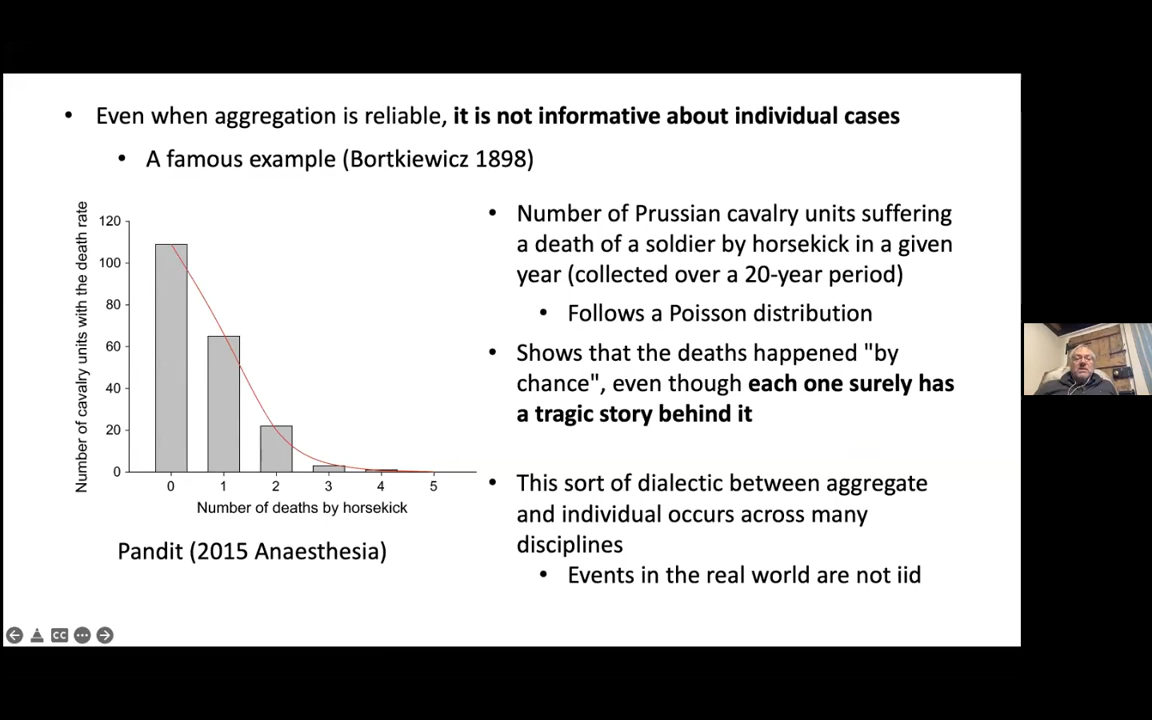 • Even when aggregation is reliable, it is not informative about individual cases
• A famous example (Bortkiewicz 1898)
Number of cavalry units with the death rate
120
100
80
60
40
20
0
0 1 2 3 4 5
Number of deaths by horsekick
Pandit (2015 Anaesthesia)
• Number of Prussian cavalry units suffering
a death of a soldier by horsekick in a given
year (collected over a 20-year period)
• Follows a Poisson distribution
• Shows that the deaths happened "by
chance", even though each one surely has
a tragic story behind it
• This sort of dialectic between aggregate
and individual occurs across many
disciplines
• Events in the real world are not iid
CC